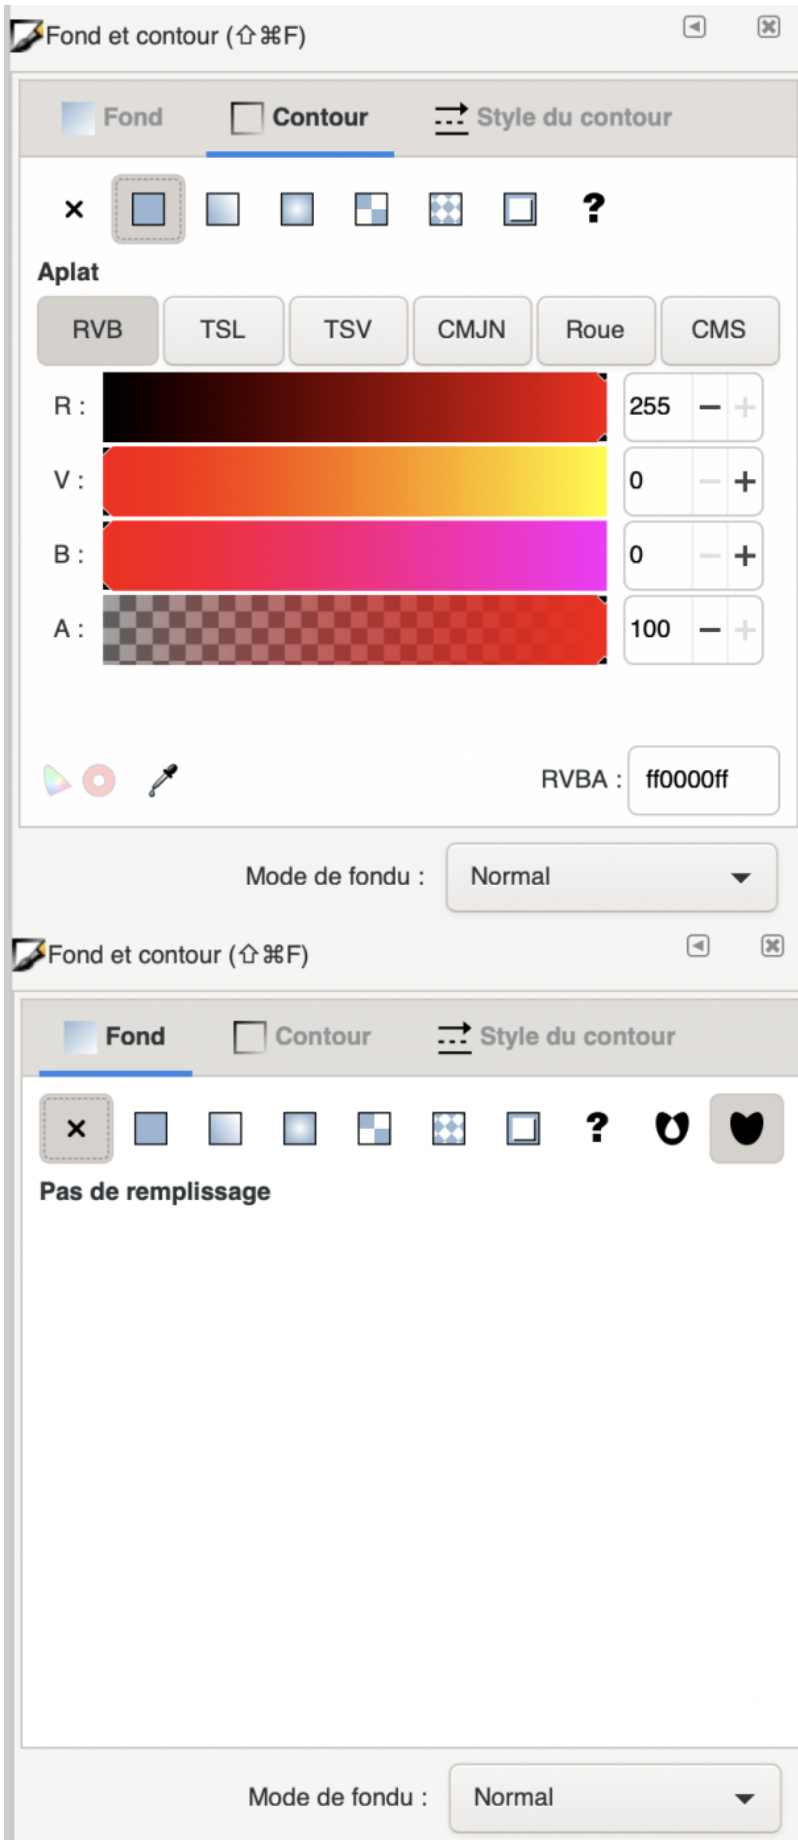 Fond et contour (⇧⌘F)
Fond Contour Style du contour
?
Aplat
RVB TSL TSV CMJN Roue CMS
R : 255 − +
V : 0 − +
B : 0 − +
A : 100 − +
RVBA : ff0000ff
Mode de fondu : Normal
Fond et contour (⇧⌘F)
Fond Contour Style du contour
?
Pas de remplissage
Mode de fondu : Normal